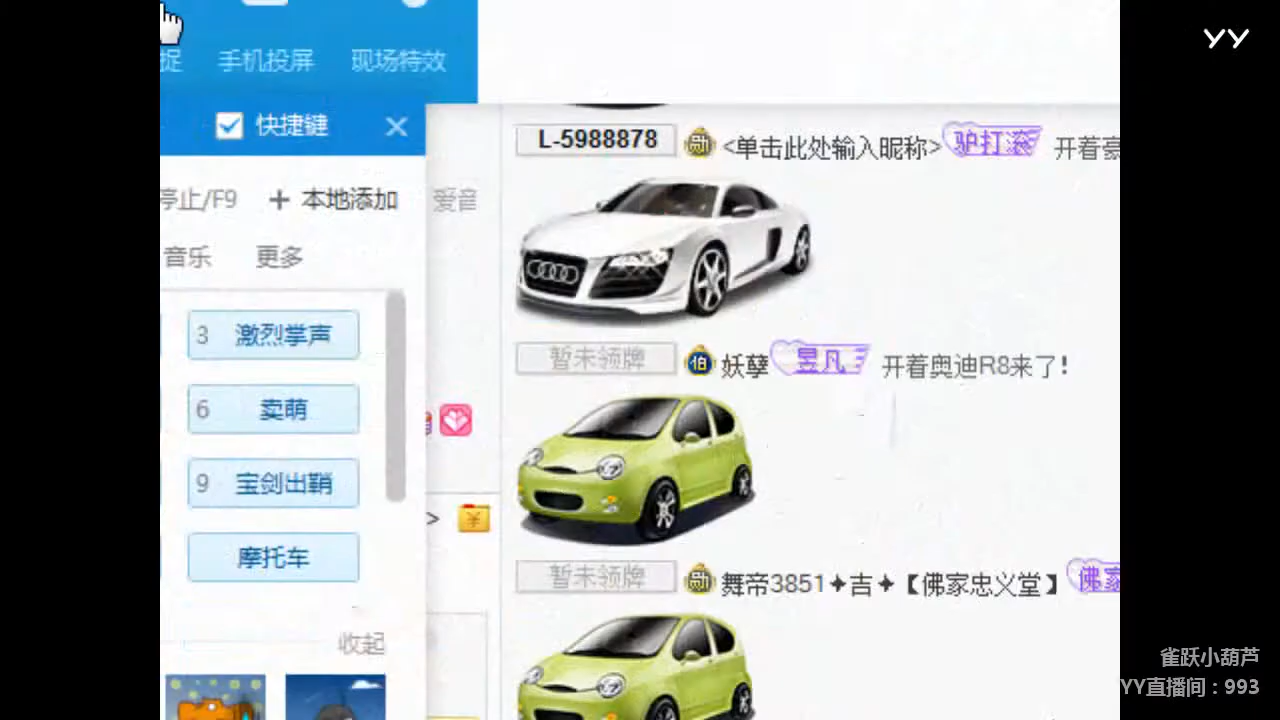 YY
捉 手机投屏 现场特效
快捷键
停止/F9 + 本地添加 爱音
音乐 更多
3 激烈掌声
6 卖萌
9 宝剑出鞘
摩托车
收起
L-5988878 勋 <单击此处输入昵称> 驴打滚 开着豪
暂未领牌 伯 妖孽 昱凡 开着奥迪R8来了!
>
¥
暂未领牌 勋 舞帝3851✦吉✦【佛家忠义堂】 佛家
雀跃小葫芦
YY直播间：993